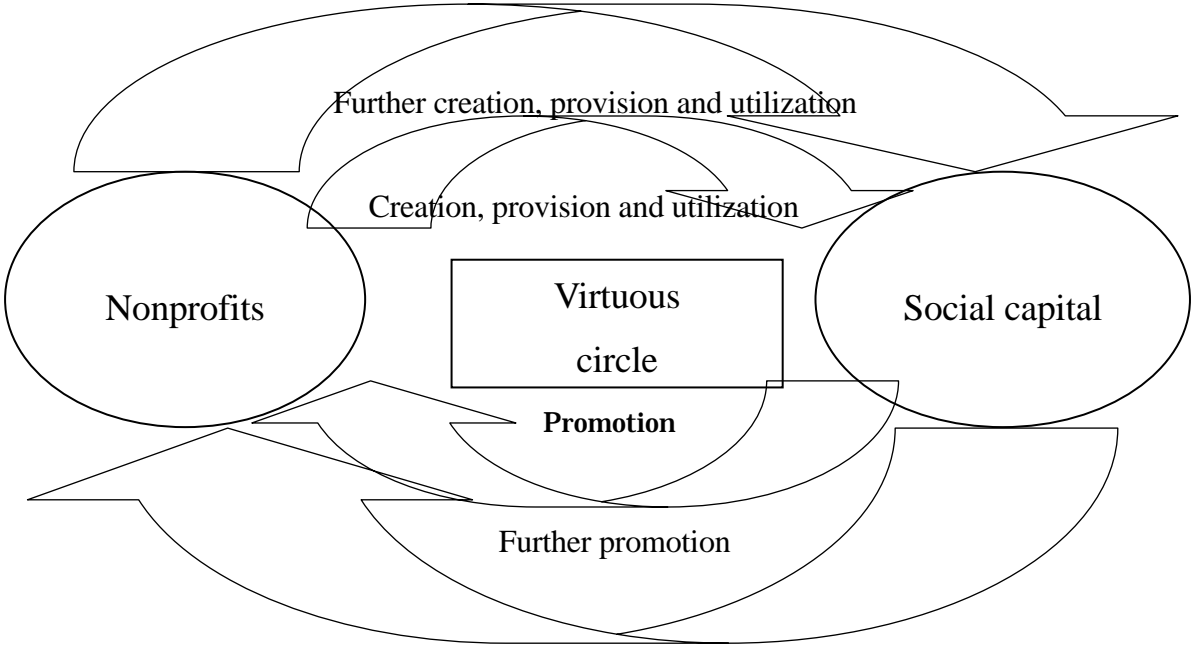 Further creation, provision and utilization
Creation, provision and utilization
Nonprofits
Virtuous
circle
Social capital
Promotion
Further promotion